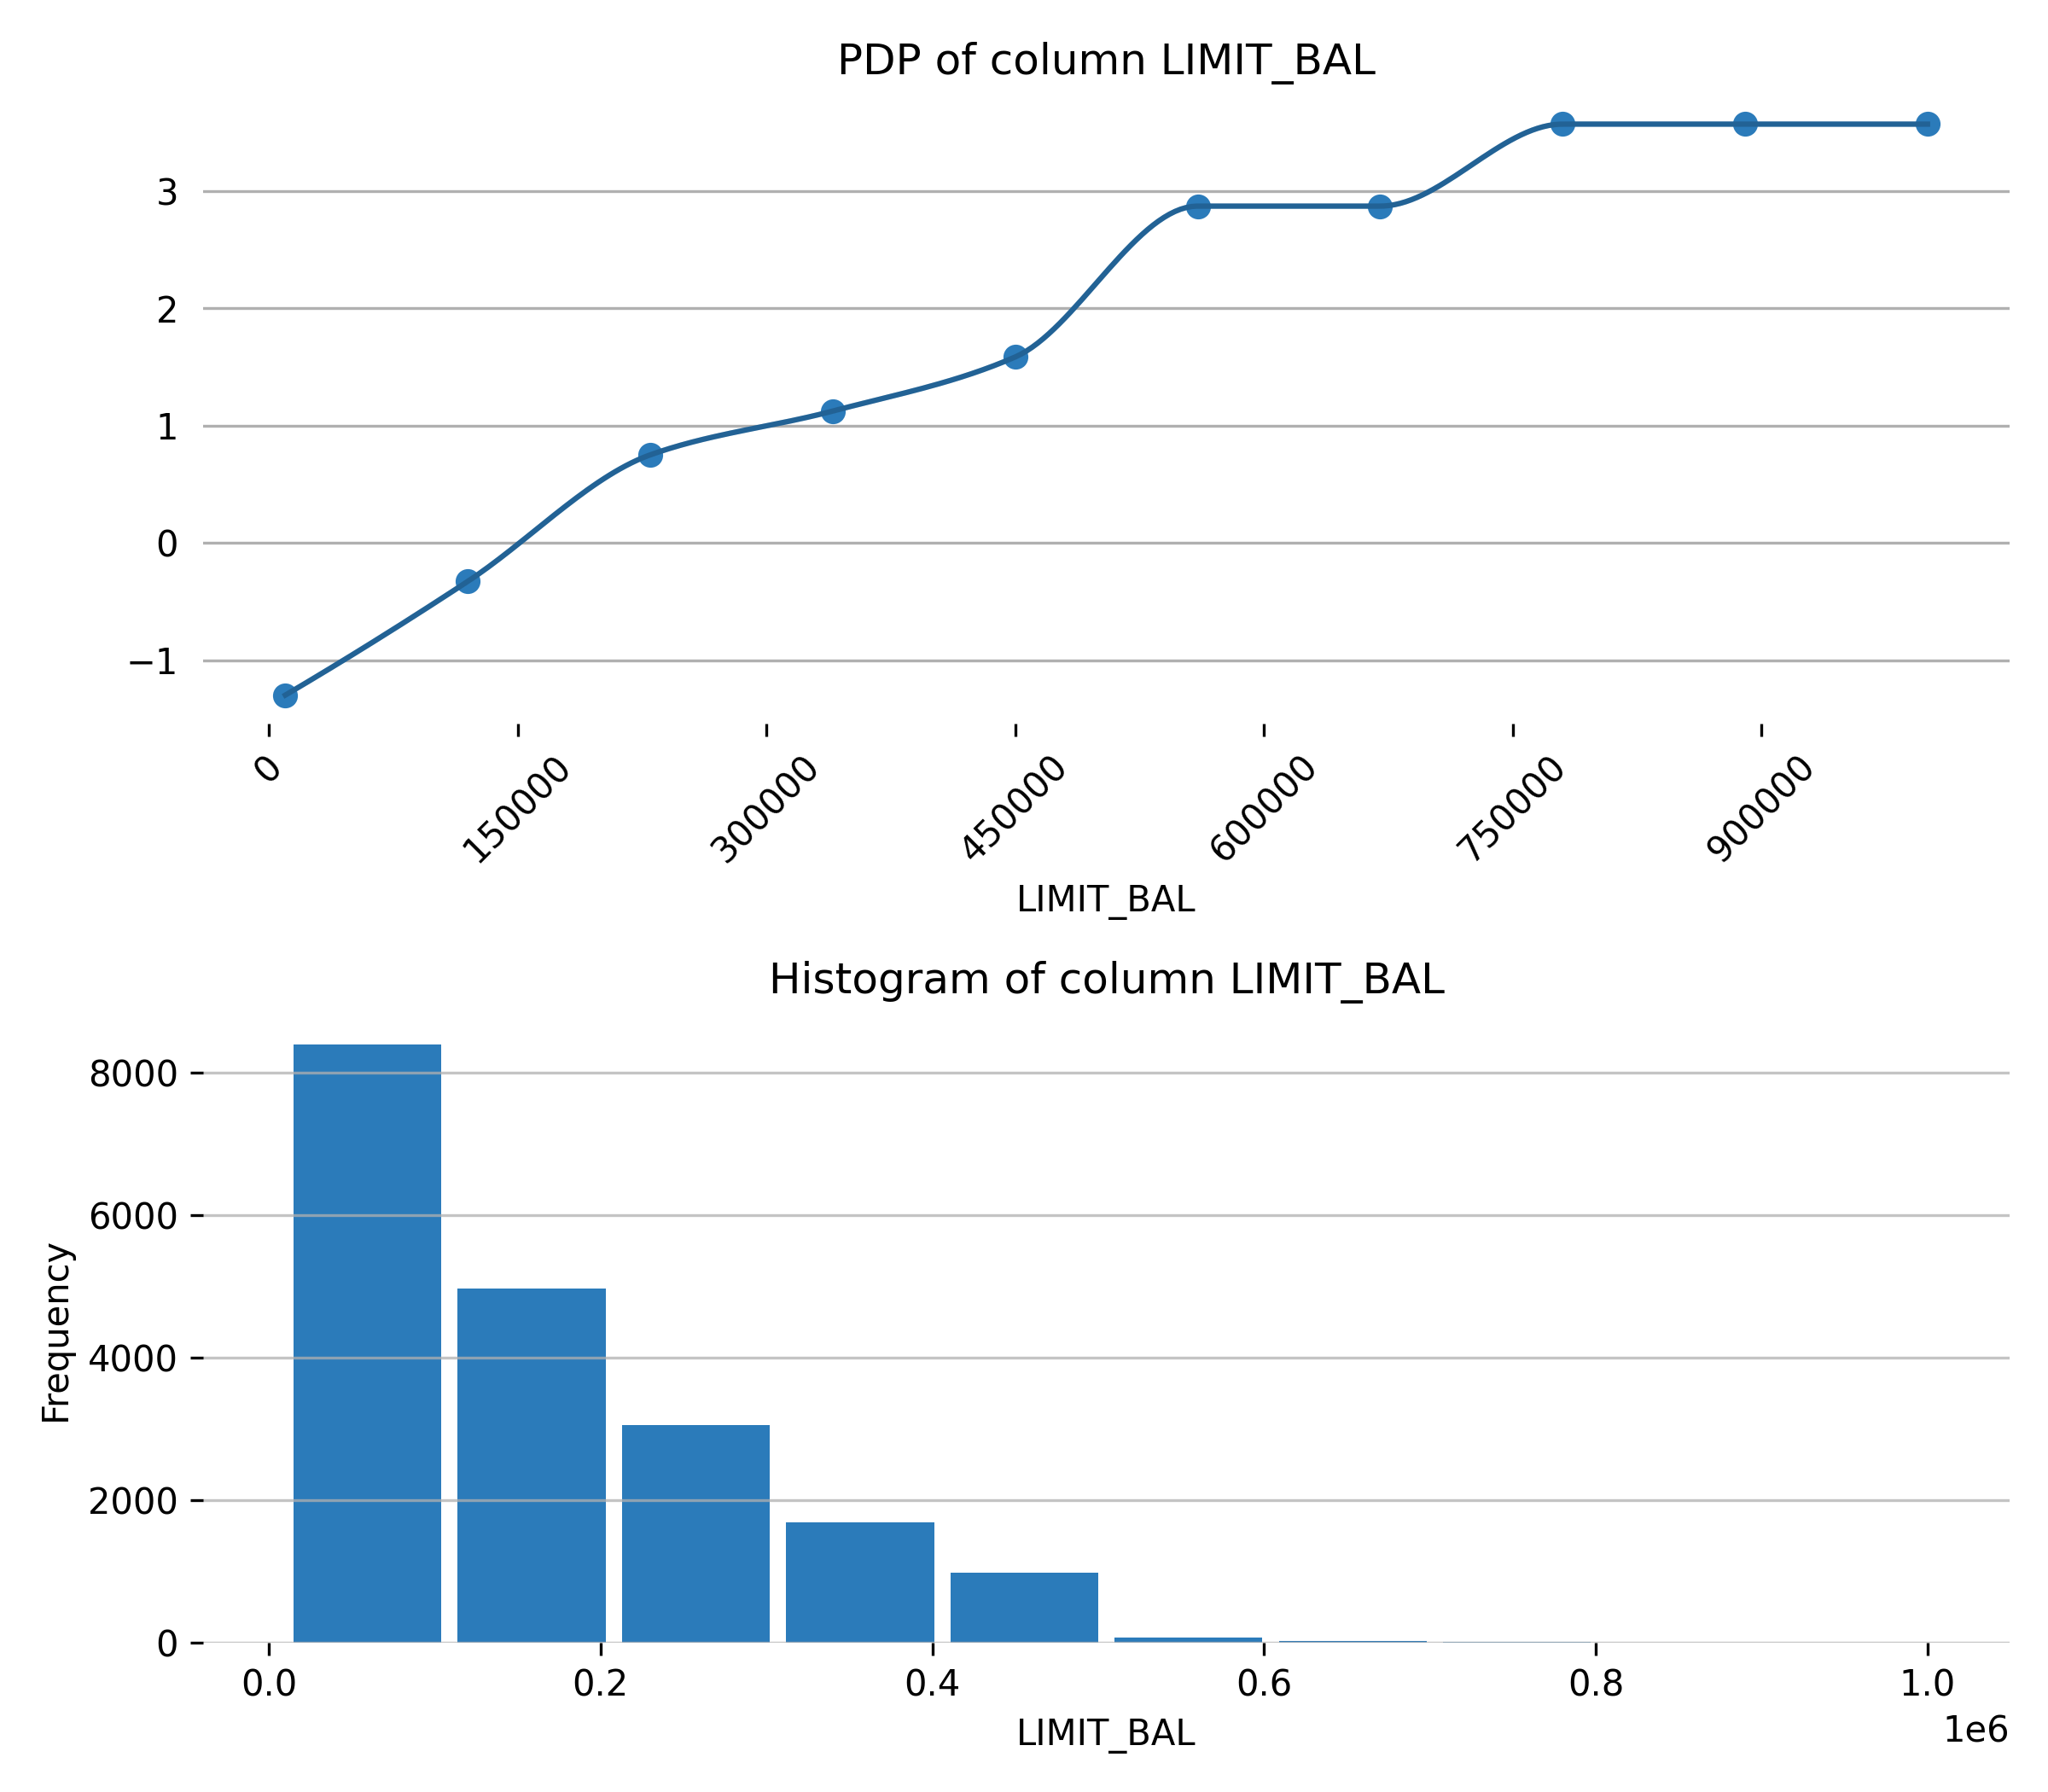 PDP of column LIMIT_BAL
3
2
1
0
−1
0 150000 300000 450000 600000 750000 900000
LIMIT_BAL
Histogram of column LIMIT_BAL
8000
6000
4000
2000
0
Frequency
0.0 0.2 0.4 0.6 0.8 1.0
1e6
LIMIT_BAL